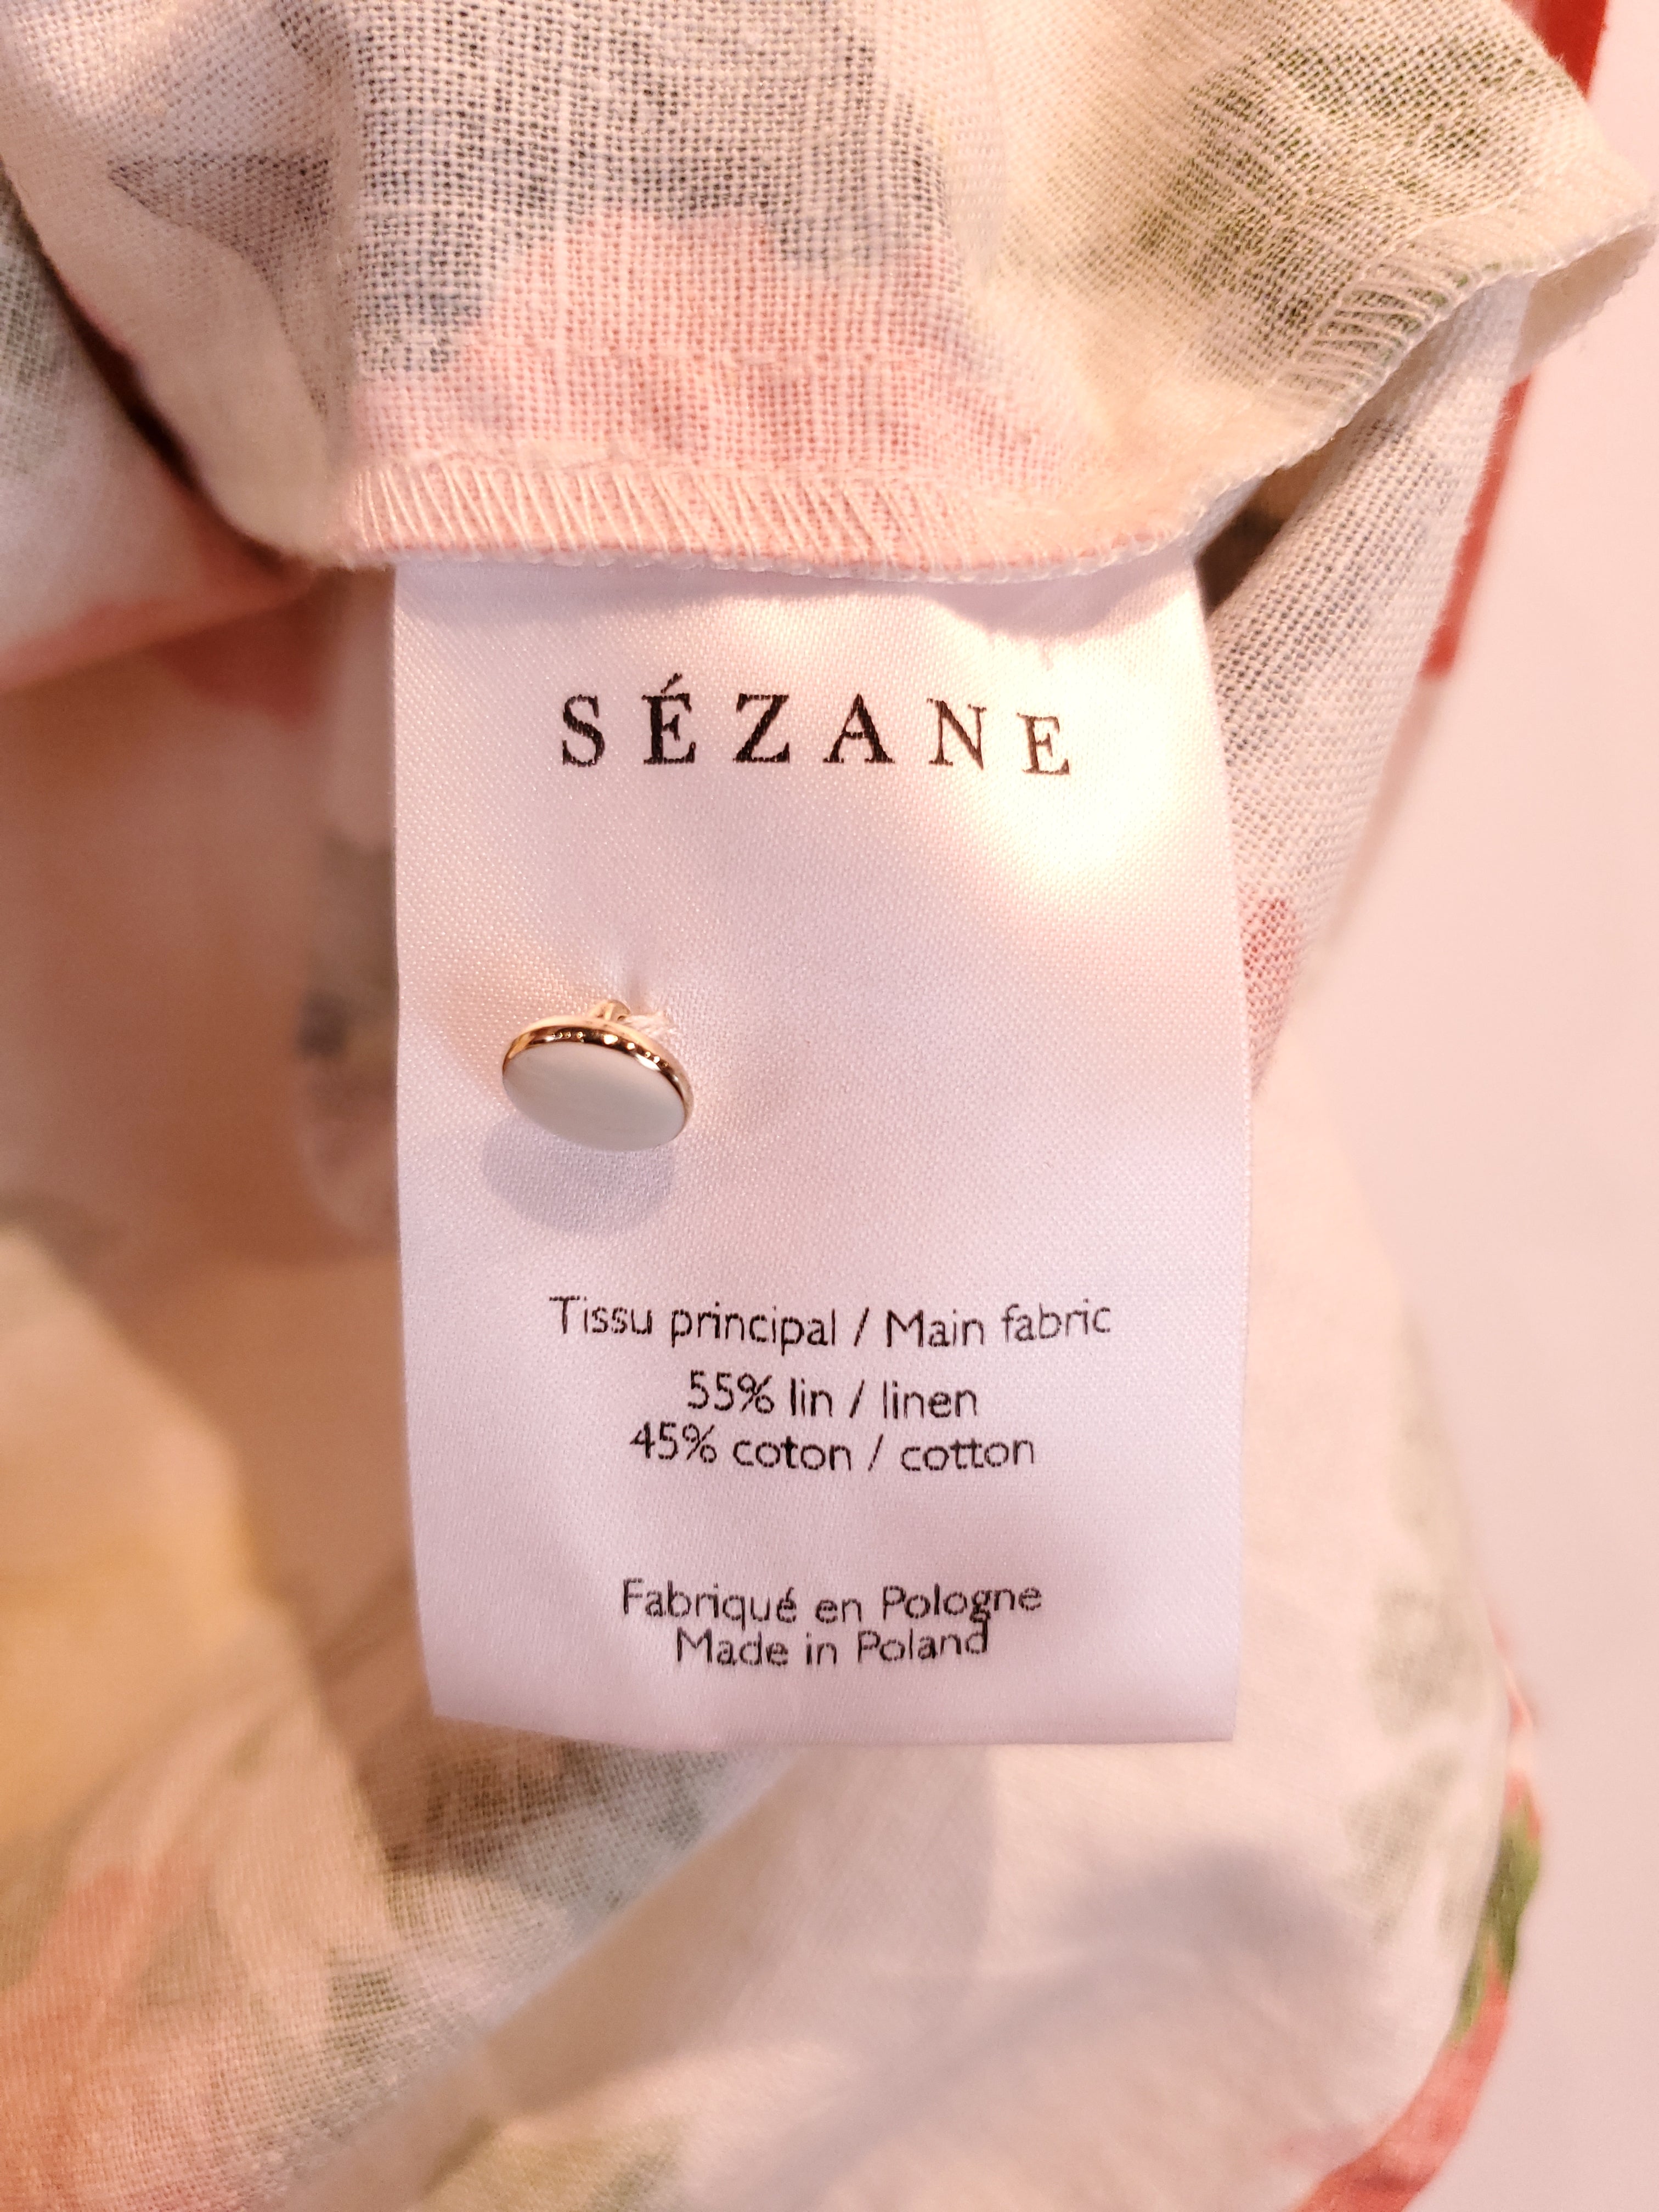 SÉZANE
Tissu principal / Main fabric
55% lin / linen
45% coton / cotton
Fabriqué en Pologne
Made in Poland